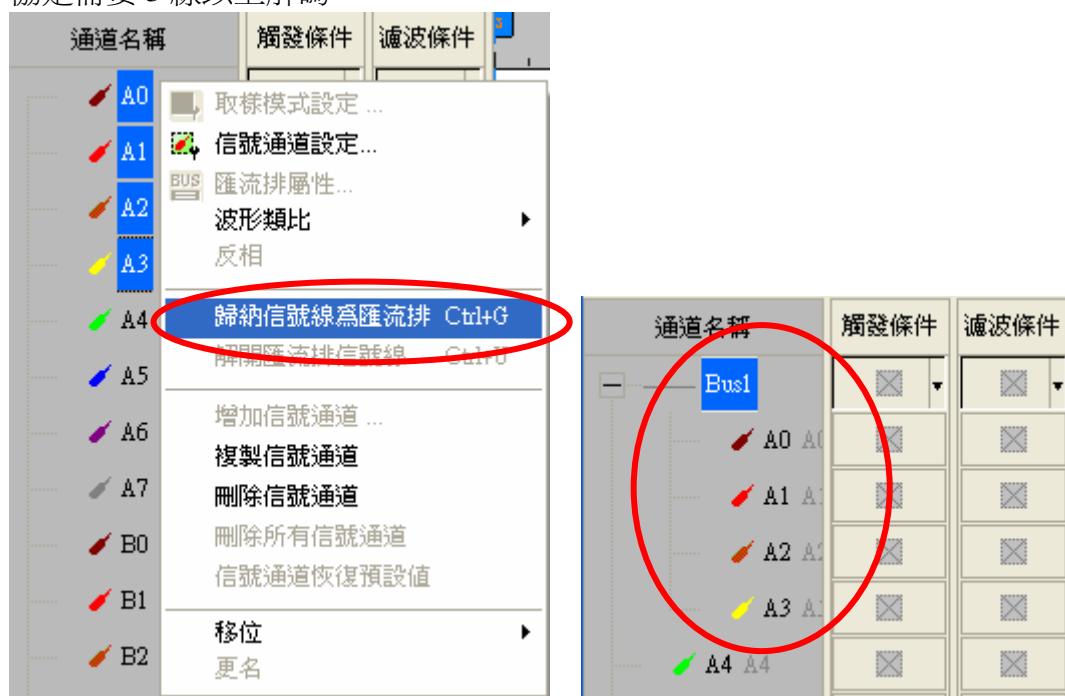 通道名稱 觸發條件 濾波條件
A0
A1
A2
A3
A4
A5
A6
A7
B0
B1
B2
取樣模式設定 ...
信號通道設定...
BUS 匯流排屬性...
波形類比
反相
歸納信號線為匯流排 Ctrl+G
解開匯流排信號線 Ctrl+U
增加信號通道 ...
複製信號通道
刪除信號通道
刪除所有信號通道
信號通道恢復預設值
移位
更名
通道名稱 觸發條件 濾波條件
Bus1
A0
A1
A2
A3
A4 A4